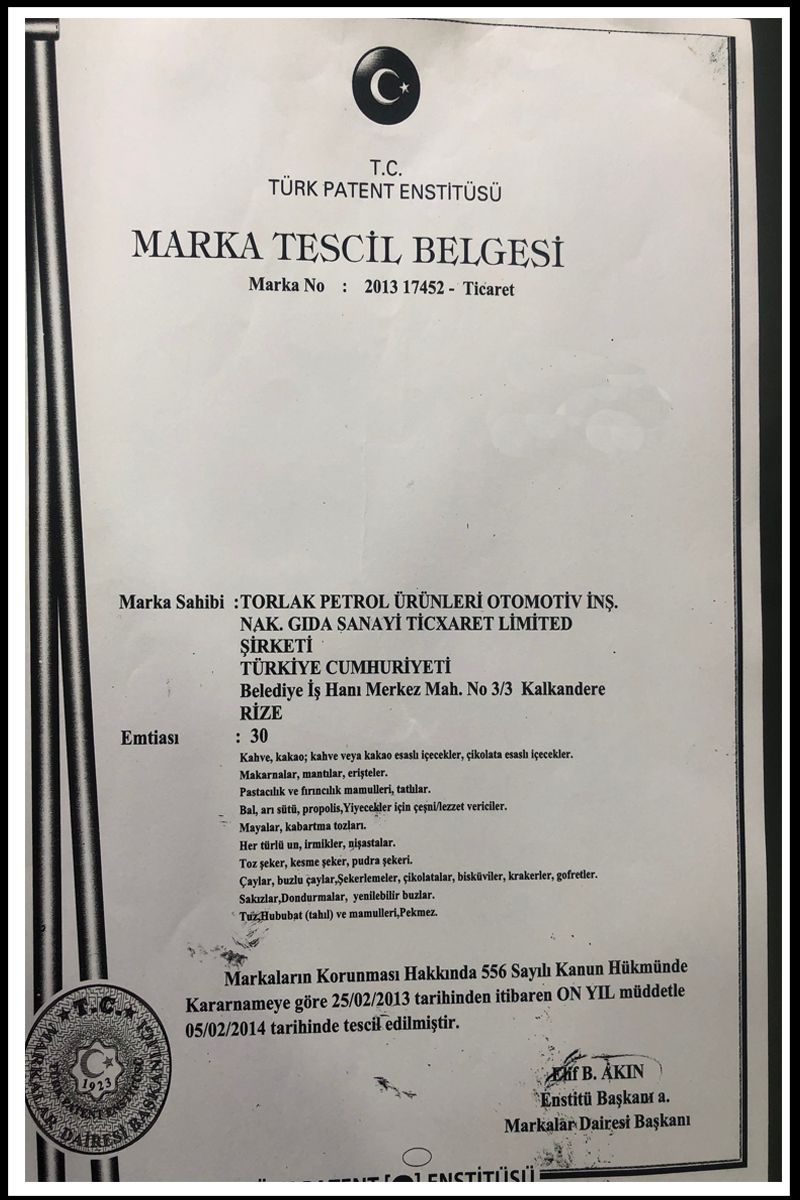 T.C.
TÜRK PATENT ENSTİTÜSÜ
MARKA TESCİL BELGESİ
Marka No : 2013 17452 - Ticaret
Marka Sahibi :TORLAK PETROL ÜRÜNLERİ OTOMOTİV İNŞ.
NAK. GIDA SANAYİ TİCXARET LİMİTED
ŞİRKETİ
TÜRKİYE CUMHURİYETİ
Belediye İş Hanı Merkez Mah. No 3/3 Kalkandere
RİZE
Emtiası : 30
Kahve, kakao; kahve veya kakao esaslı içecekler, çikolata esaslı içecekler.
Makarnalar, mantılar, erişteler.
Pastacılık ve fırıncılık mamulleri, tatlılar.
Bal, arı sütü, propolis,Yiyecekler için çeşni/lezzet vericiler.
Mayalar, kabartma tozları.
Her türlü un, irmikler, nişastalar.
Toz şeker, kesme şeker, pudra şekeri.
Çaylar, buzlu çaylar,Şekerlemeler, çikolatalar, bisküviler, krakerler, gofretler.
Sakızlar,Dondurmalar, yenilebilir buzlar.
Tuz,Hububat (tahıl) ve mamulleri,Pekmez.
Markaların Korunması Hakkında 556 Sayılı Kanun Hükmünde
Kararnameye göre 25/02/2013 tarihinden itibaren ON YIL müddetle
05/02/2014 tarihinde tescil edilmiştir.
T.C.
MARKALAR DAİRESİ BAŞKANLIĞI
TÜRK PATENT ENSTİTÜSÜ
1923
Elif B. AKIN
Enstitü Başkanı a.
Markalar Dairesi Başkanı
PATENT ENSTİTÜSÜ